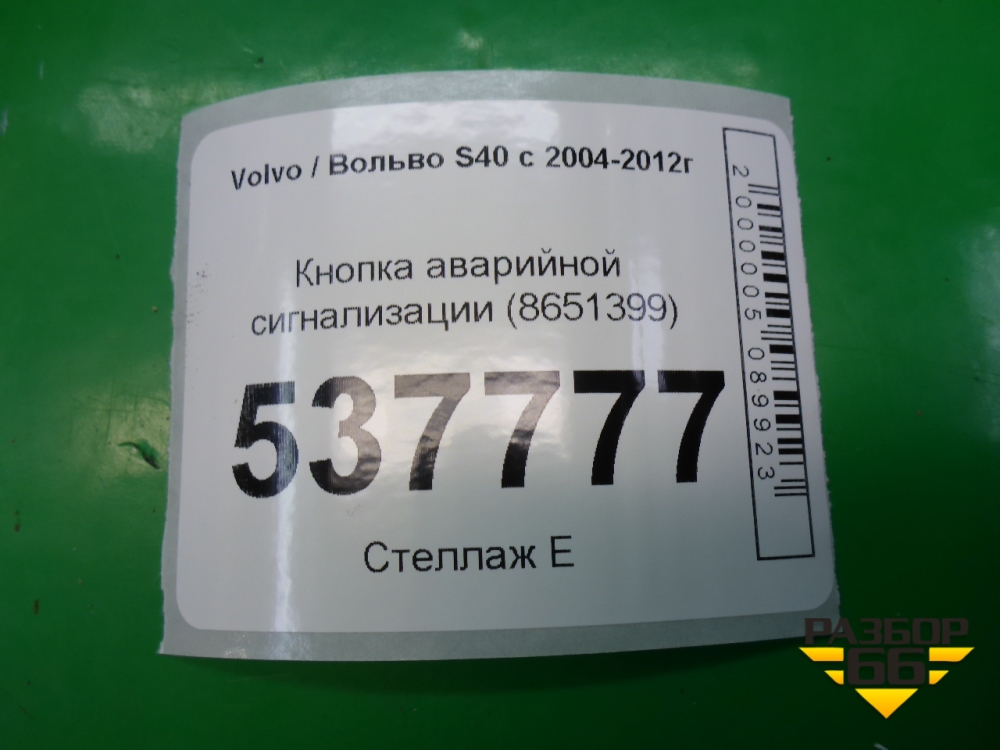 Volvo / Вольво S40 с 2004-2012г
Кнопка аварийной
сигнализации (8651399)
537777
Стеллаж Е
2000005089923
РАЗБОР
66